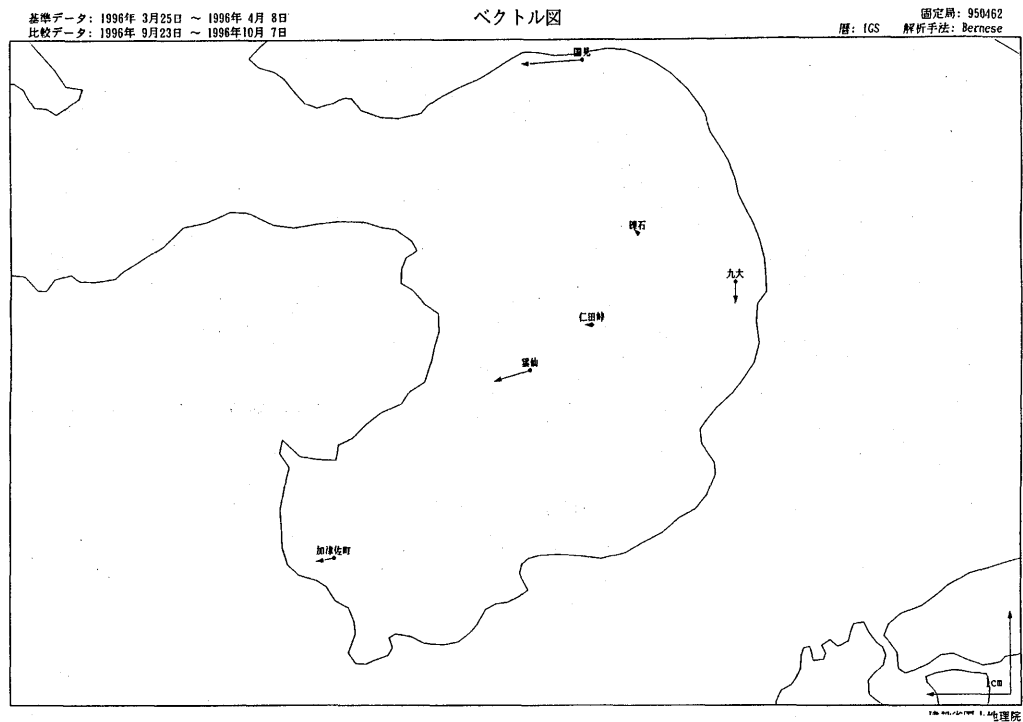 ベクトル図
基準データ: 1996年 3月25日 ～ 1996年 4月 8日
比較データ: 1996年 9月23日 ～ 1996年10月 7日
固定局: 950462
暦: IGS 解析手法: Bernese
国見
礫石
九大
仁田峠
雲仙
加津佐町
1cm
地理院